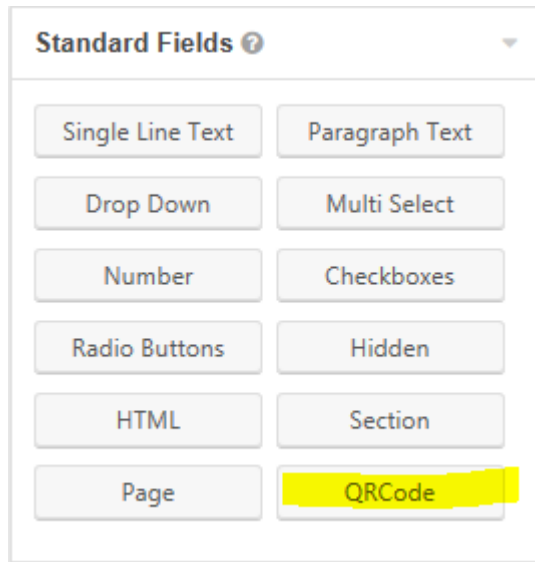 Standard Fields
Single Line Text Paragraph Text
Drop Down Multi Select
Number Checkboxes
Radio Buttons Hidden
HTML Section
Page QRCode